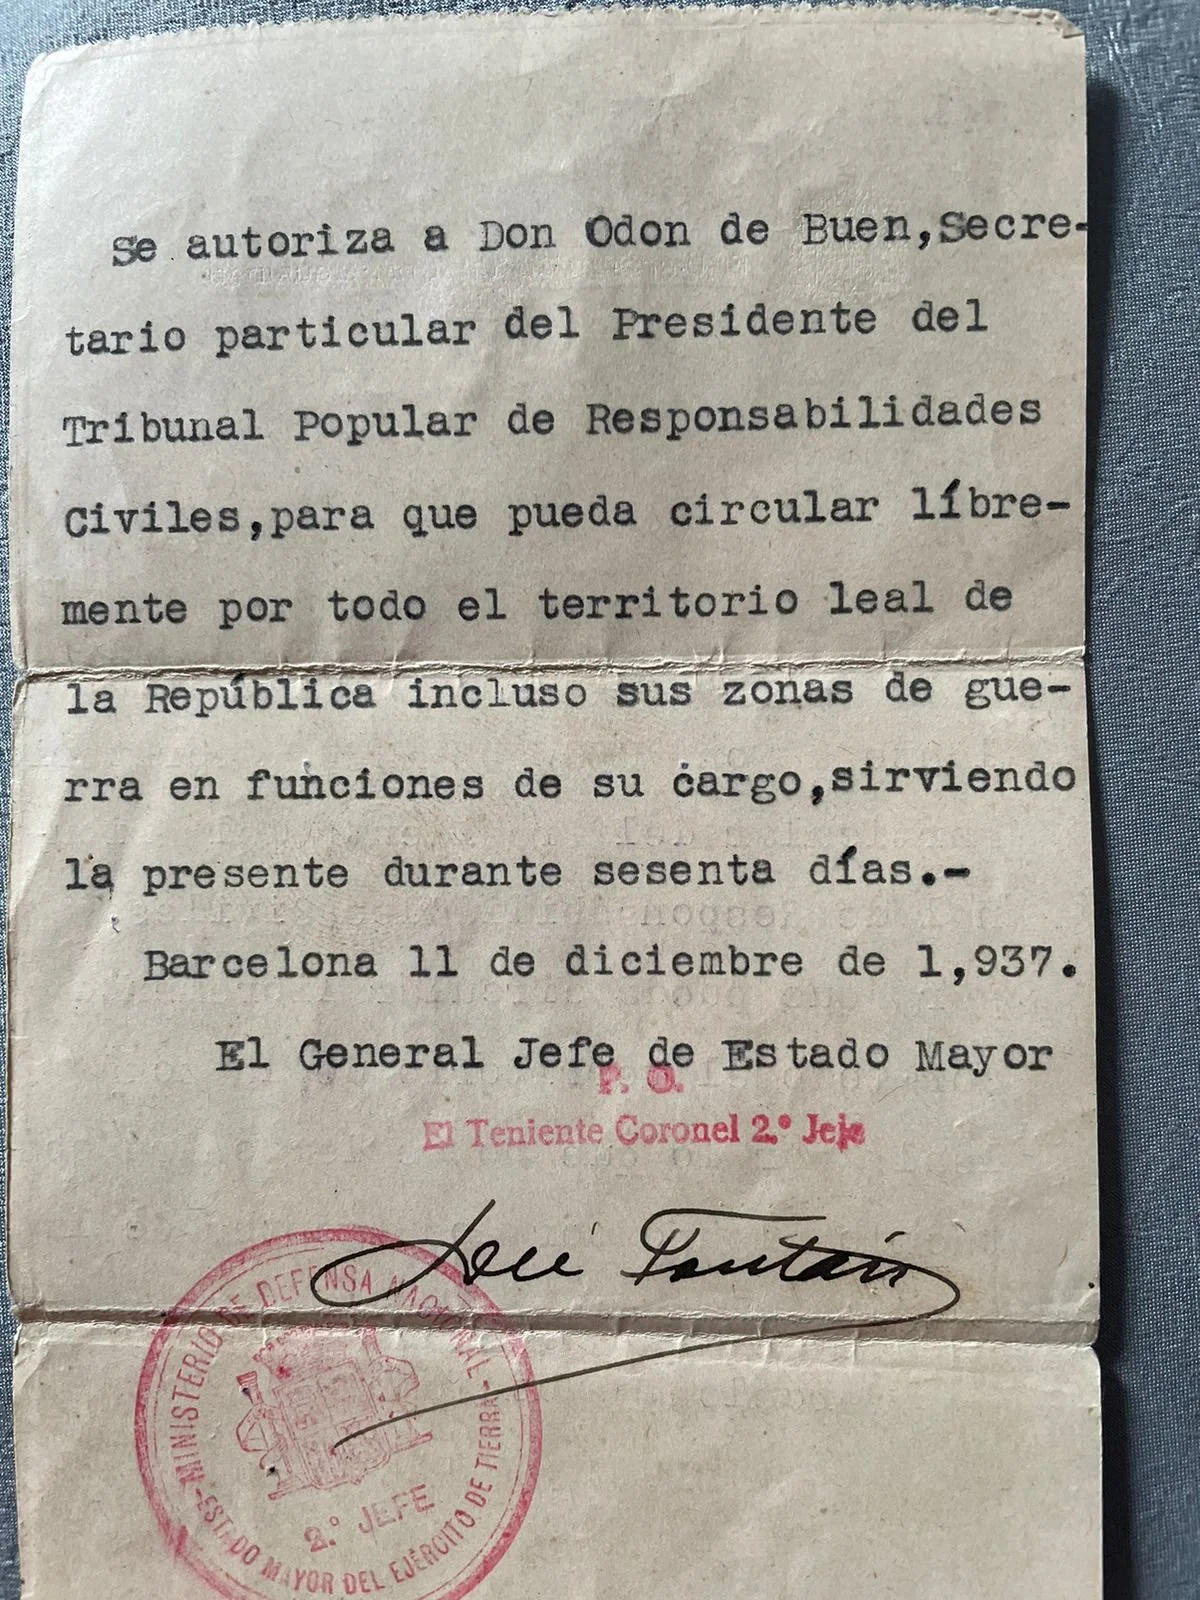 Se autoriza a Don Odon de Buen,Secre-
tario particular del Presidente del
Tribunal Popular de Responsabilidades
Civiles,para que pueda circular líbre-
mente por todo el territorio leal de
la República incluso sus zonas de gue-
rra en funciones de su cargo,sirviendo
la presente durante sesenta días.-
Barcelona 11 de diciembre de 1,937.
El General Jefe de Estado Mayor
P. O.
El Teniente Coronel 2.º Jefe
José
-MINISTERIO DE DEFENSA NACIONAL-
2.º JEFE
ESTADO MAYOR DEL EJÉRCITO DE TIERRA